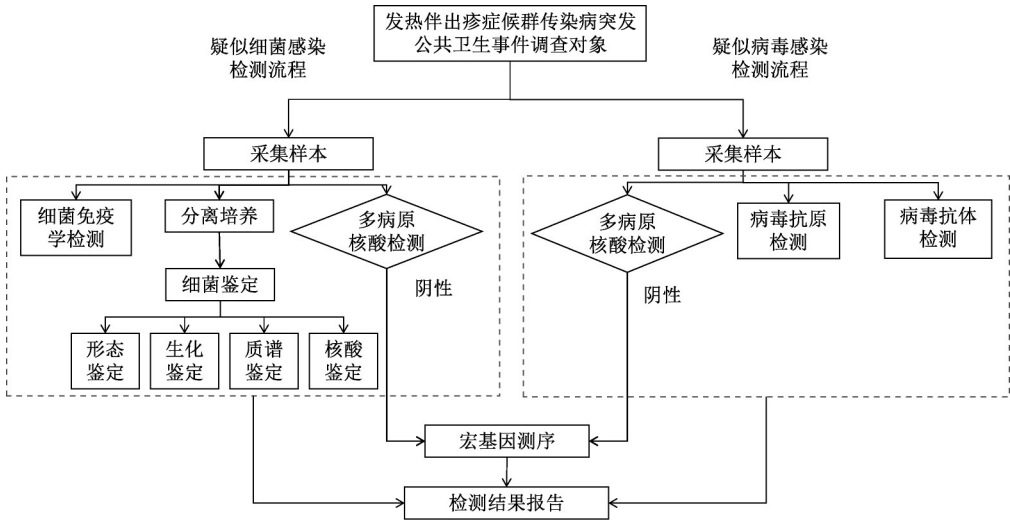 发热伴出疹症候群传染病突发
公共卫生事件调查对象
疑似细菌感染
检测流程
疑似病毒感染
检测流程
采集样本
采集样本
细菌免疫
学检测
分离培养
多病原
核酸检测
多病原
核酸检测
病毒抗原
检测
病毒抗体
检测
细菌鉴定
阴性
阴性
形态
鉴定
生化
鉴定
质谱
鉴定
核酸
鉴定
宏基因测序
检测结果报告